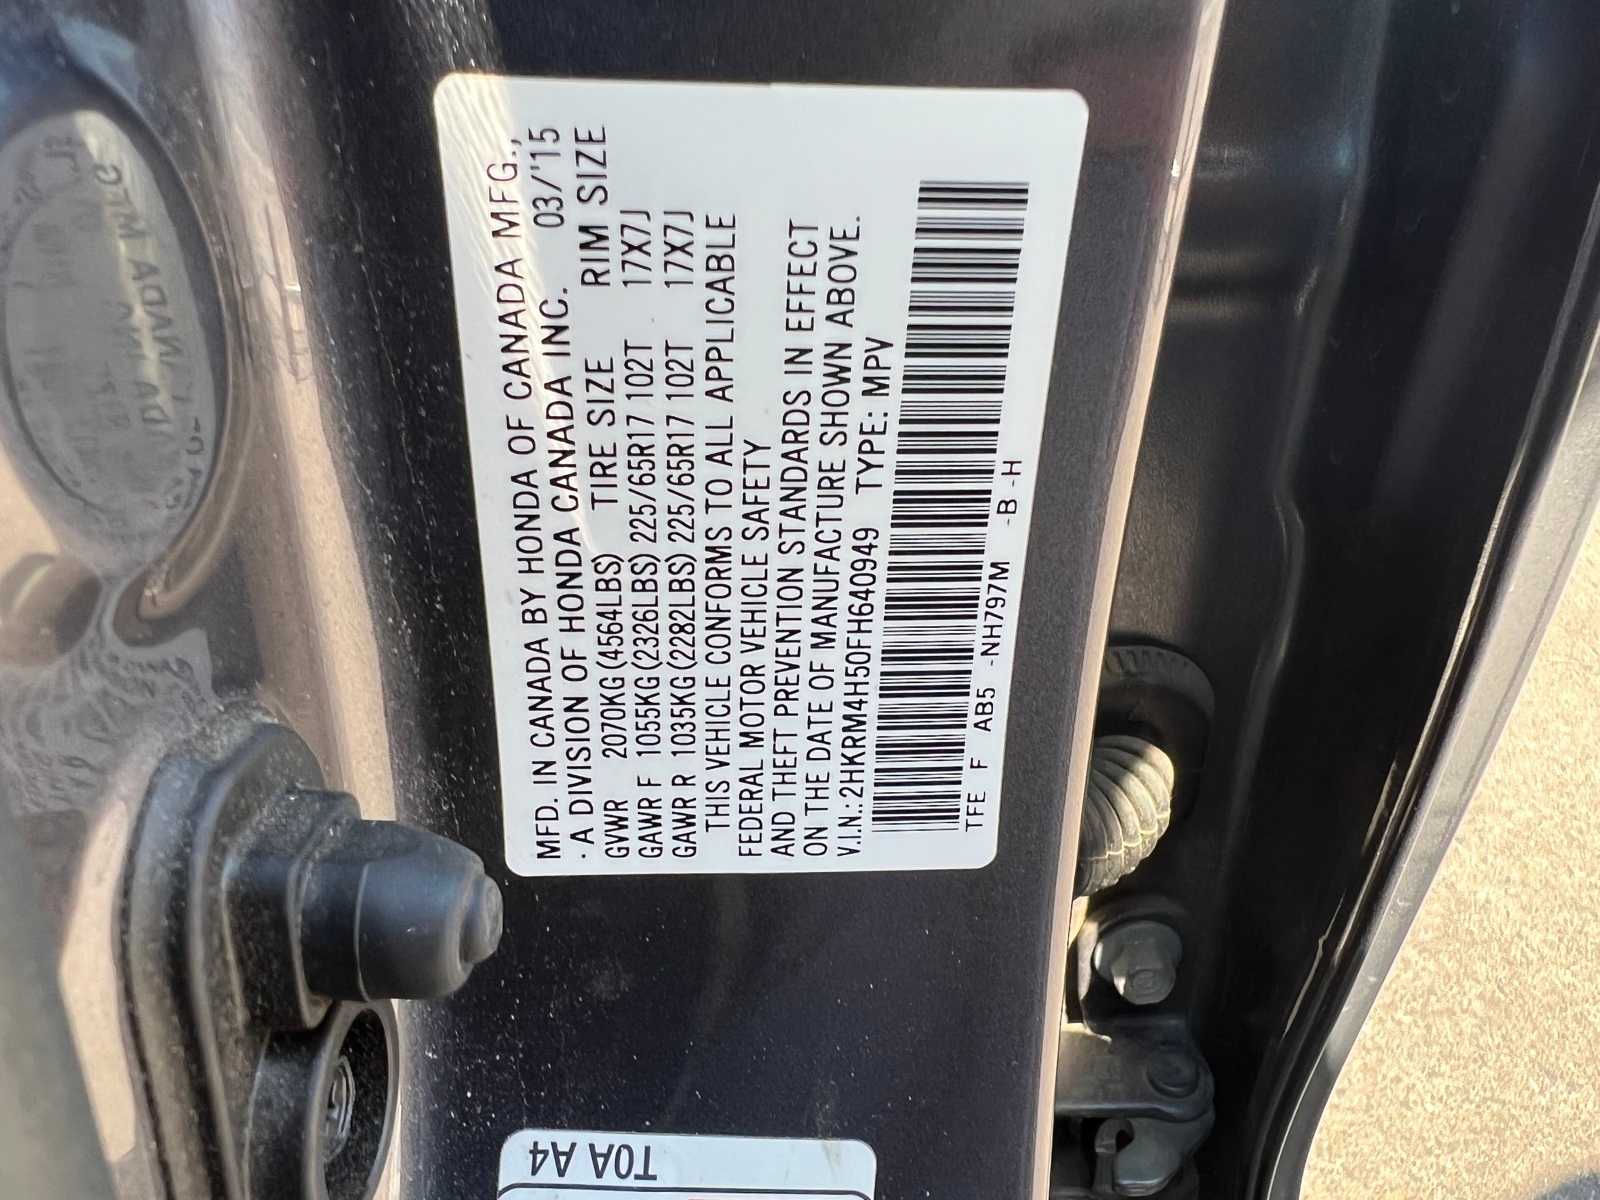 MFD. IN CANADA BY HONDA OF CANADA MFG.,
· A DIVISION OF HONDA CANADA INC. 03/'15
GVWR 2070KG (4564LBS) TIRE SIZE RIM SIZE
GAWR F 1055KG (2326LBS) 225/65R17 102T 17X7J
GAWR R 1035KG (2282LBS) 225/65R17 102T 17X7J
THIS VEHICLE CONFORMS TO ALL APPLICABLE
FEDERAL MOTOR VEHICLE SAFETY
AND THEFT PREVENTION STANDARDS IN EFFECT
ON THE DATE OF MANUFACTURE SHOWN ABOVE.
V.I.N.: 2HKRM4H50FH640949 TYPE: MPV
TFE F AB5 -NH797M -B -H
T0A A4